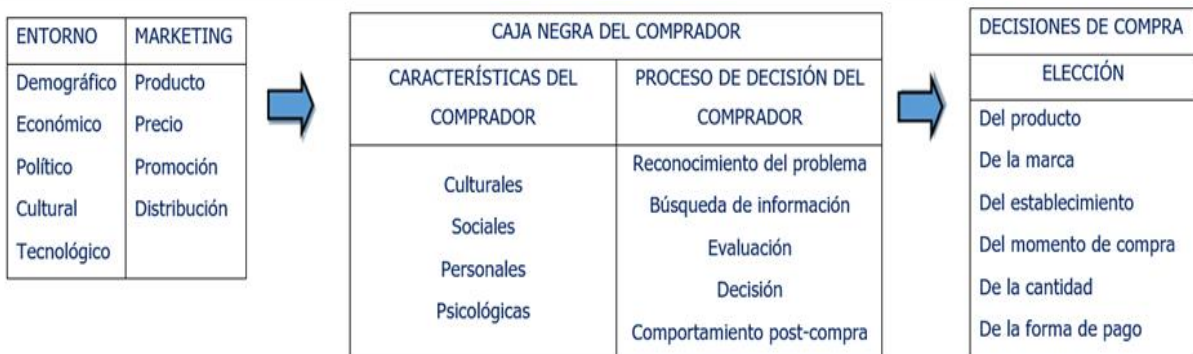 ENTORNO
Demográfico
Económico
Político
Cultural
Tecnológico
MARKETING
Producto
Precio
Promoción
Distribución
CAJA NEGRA DEL COMPRADOR
CARACTERÍSTICAS DEL
COMPRADOR
Culturales
Sociales
Personales
Psicológicas
PROCESO DE DECISIÓN DEL
COMPRADOR
Reconocimiento del problema
Búsqueda de información
Evaluación
Decisión
Comportamiento post-compra
DECISIONES DE COMPRA
ELECCIÓN
Del producto
De la marca
Del establecimiento
Del momento de compra
De la cantidad
De la forma de pago